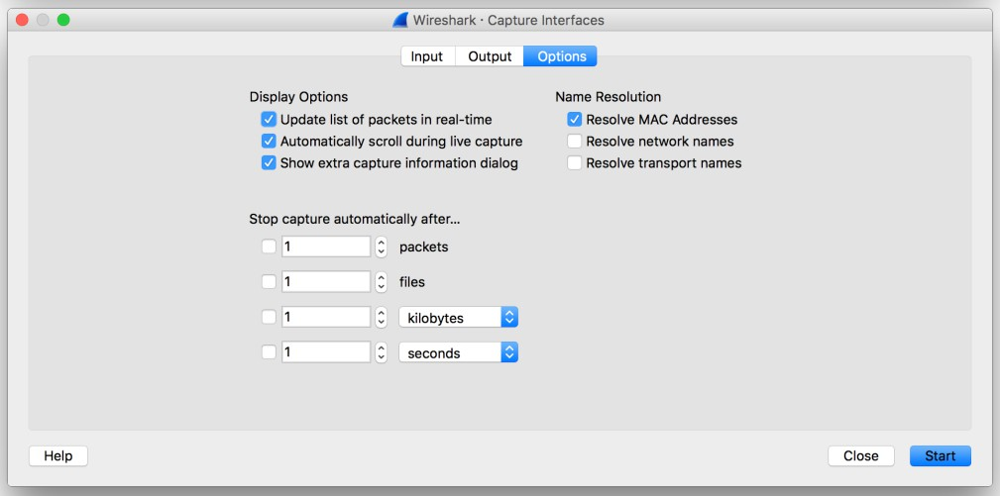 Wireshark · Capture Interfaces
Input Output Options
Display Options
Update list of packets in real-time
Automatically scroll during live capture
Show extra capture information dialog
Name Resolution
Resolve MAC Addresses
Resolve network names
Resolve transport names
Stop capture automatically after...
1 packets
1 files
1 kilobytes
1 seconds
Help Close Start